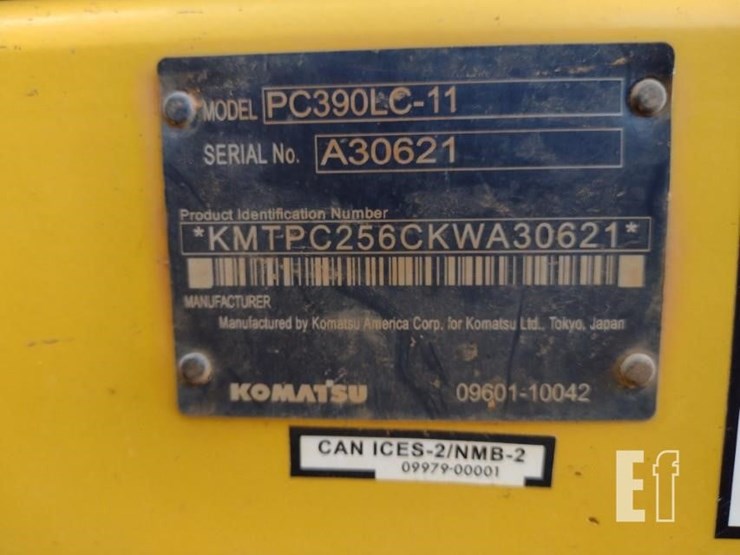 MODEL PC390LC-11
SERIAL No. A30621
Product Identification Number
*KMTPC256CKWA30621*
MANUFACTURER
Manufactured by Komatsu America Corp. for Komatsu Ltd., Tokyo, Japan
KOMATSU 09601-10042
CAN ICES-2/NMB-2
09979-00001
Ef